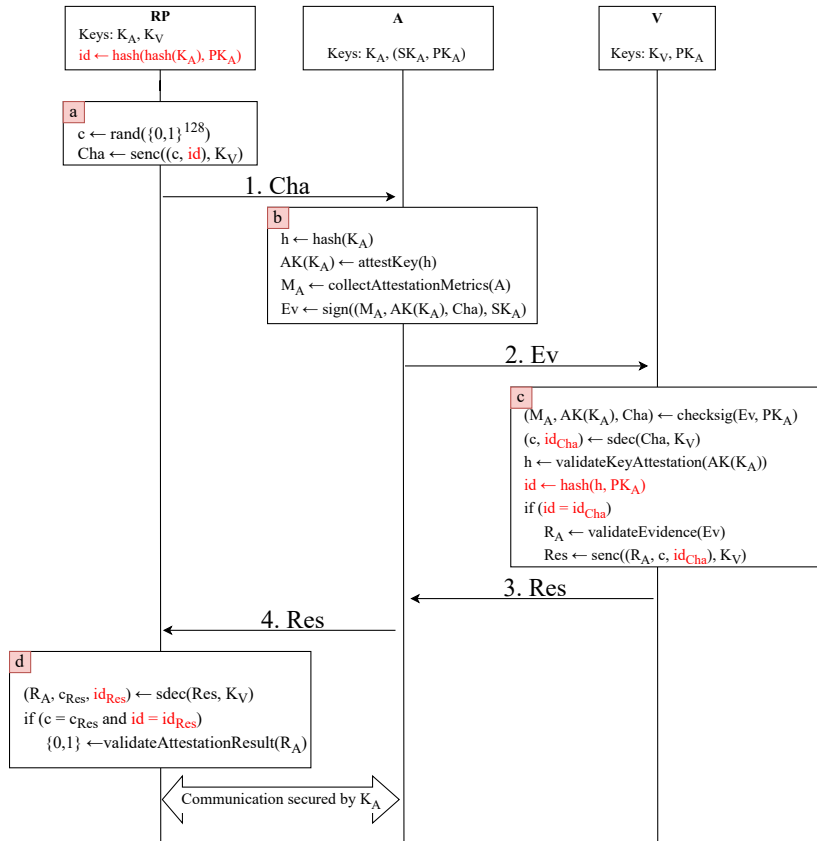 RP
Keys: K_A, K_V
id ← hash(hash(K_A), PK_A)
A
Keys: K_A, (SK_A, PK_A)
V
Keys: K_V, PK_A
a
c ← rand({0,1}^128)
Cha ← senc((c, id), K_V)
1. Cha
b
h ← hash(K_A)
AK(K_A) ← attestKey(h)
M_A ← collectAttestationMetrics(A)
Ev ← sign((M_A, AK(K_A), Cha), SK_A)
2. Ev
c
(M_A, AK(K_A), Cha) ← checksig(Ev, PK_A)
(c, id_Cha) ← sdec(Cha, K_V)
h ← validateKeyAttestation(AK(K_A))
id ← hash(h, PK_A)
if (id = id_Cha)
R_A ← validateEvidence(Ev)
Res ← senc((R_A, c, id_Cha), K_V)
3. Res
4. Res
d
(R_A, c_Res, id_Res) ← sdec(Res, K_V)
if (c = c_Res and id = id_Res)
{0,1} ←validateAttestationResult(R_A)
Communication secured by K_A